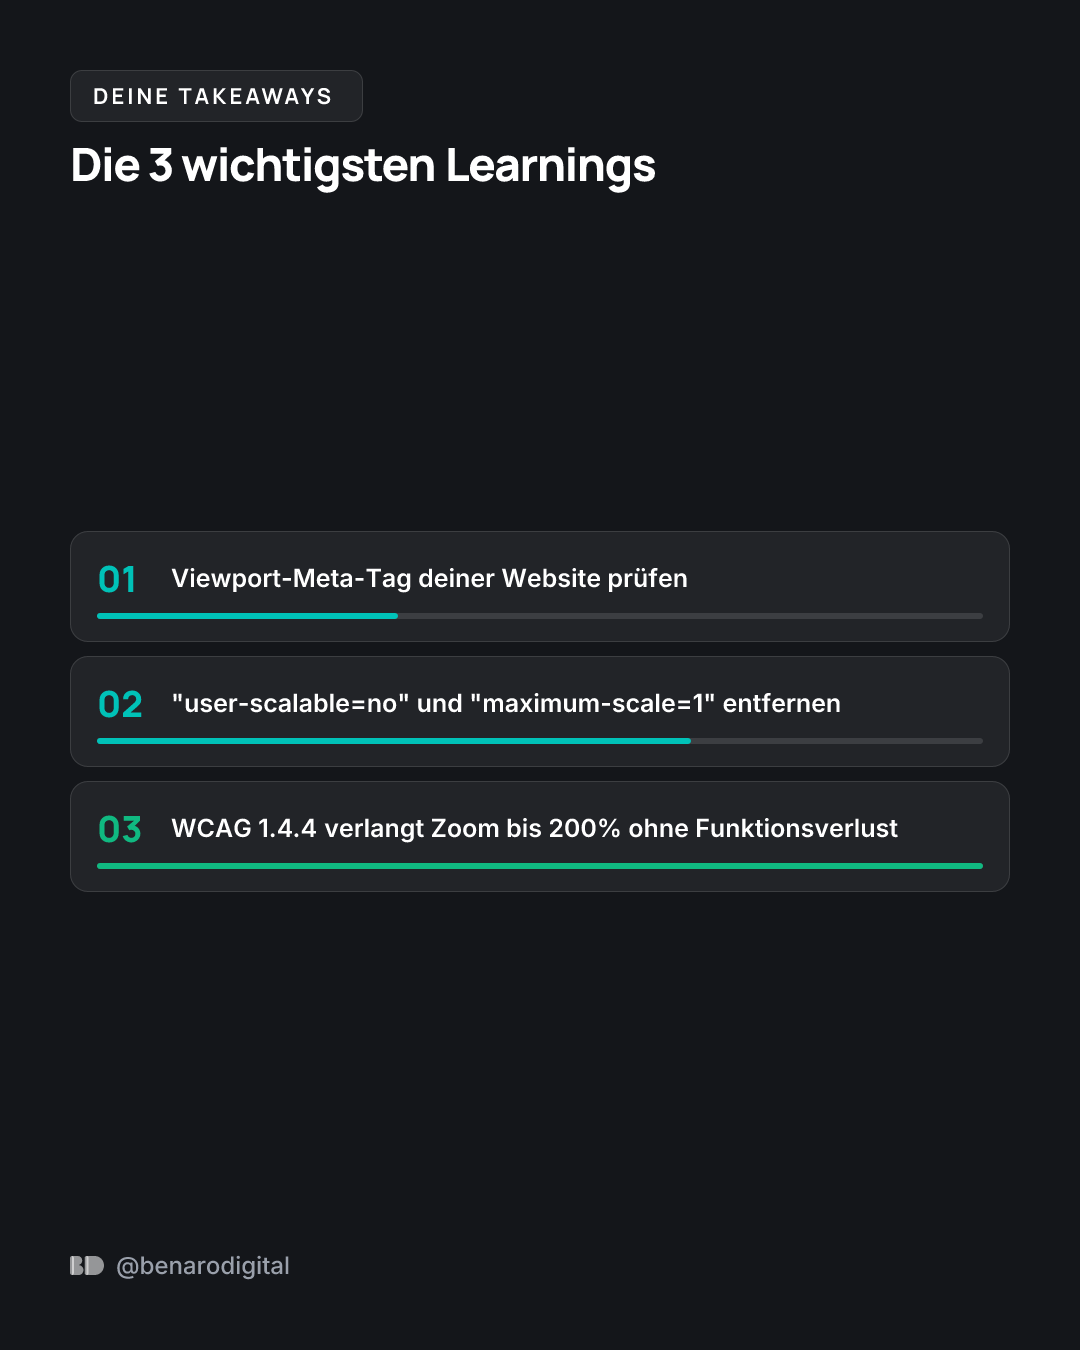 DEINE TAKEAWAYS
Die 3 wichtigsten Learnings
01 Viewport-Meta-Tag deiner Website prüfen
02 "user-scalable=no" und "maximum-scale=1" entfernen
03 WCAG 1.4.4 verlangt Zoom bis 200% ohne Funktionsverlust
BD @benarodigital